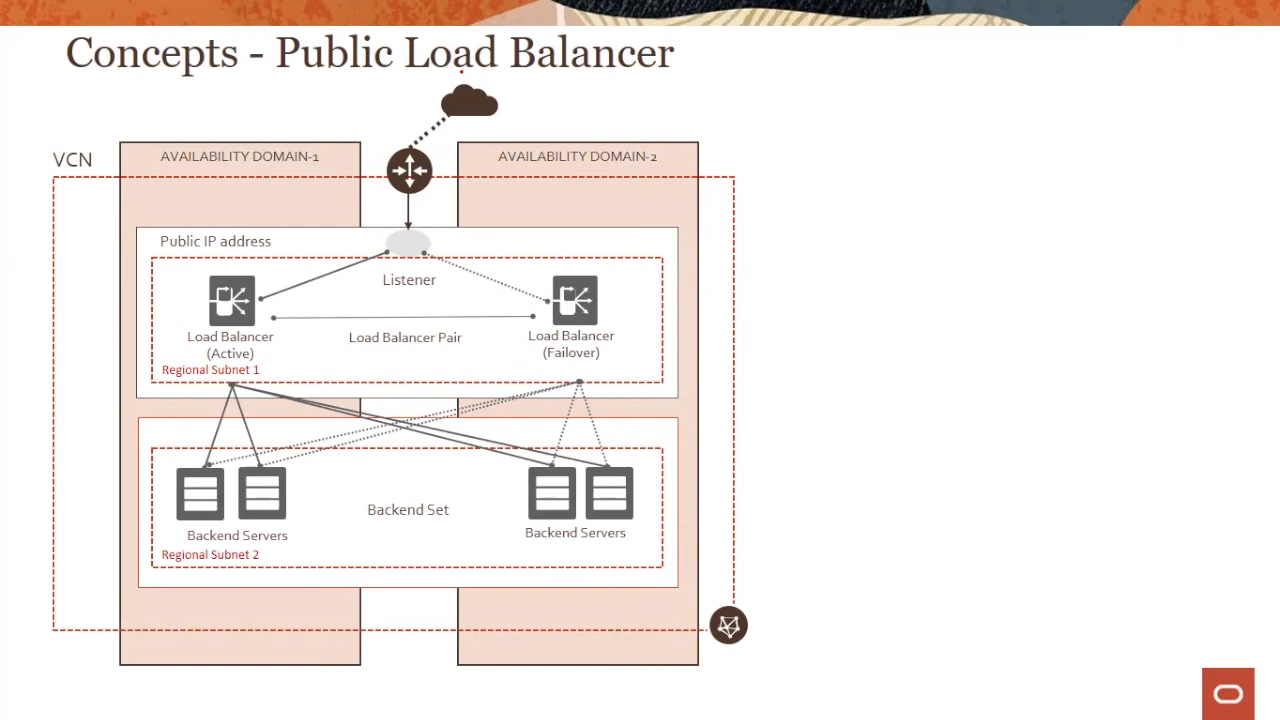 Concepts - Public Load Balancer
VCN
AVAILABILITY DOMAIN-1
AVAILABILITY DOMAIN-2
Public IP address
Listener
Load Balancer
(Active)
Load Balancer Pair
Load Balancer
(Failover)
Regional Subnet 1
Backend Set
Backend Servers
Backend Servers
Regional Subnet 2